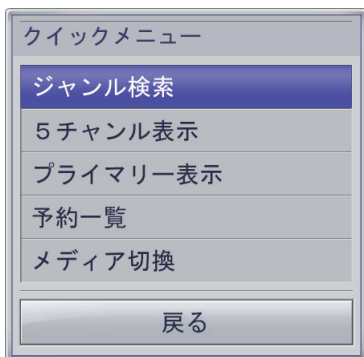 クイックメニュー
ジャンル検索
５チャンル表示
プライマリー表示
予約一覧
メディア切換
戻る